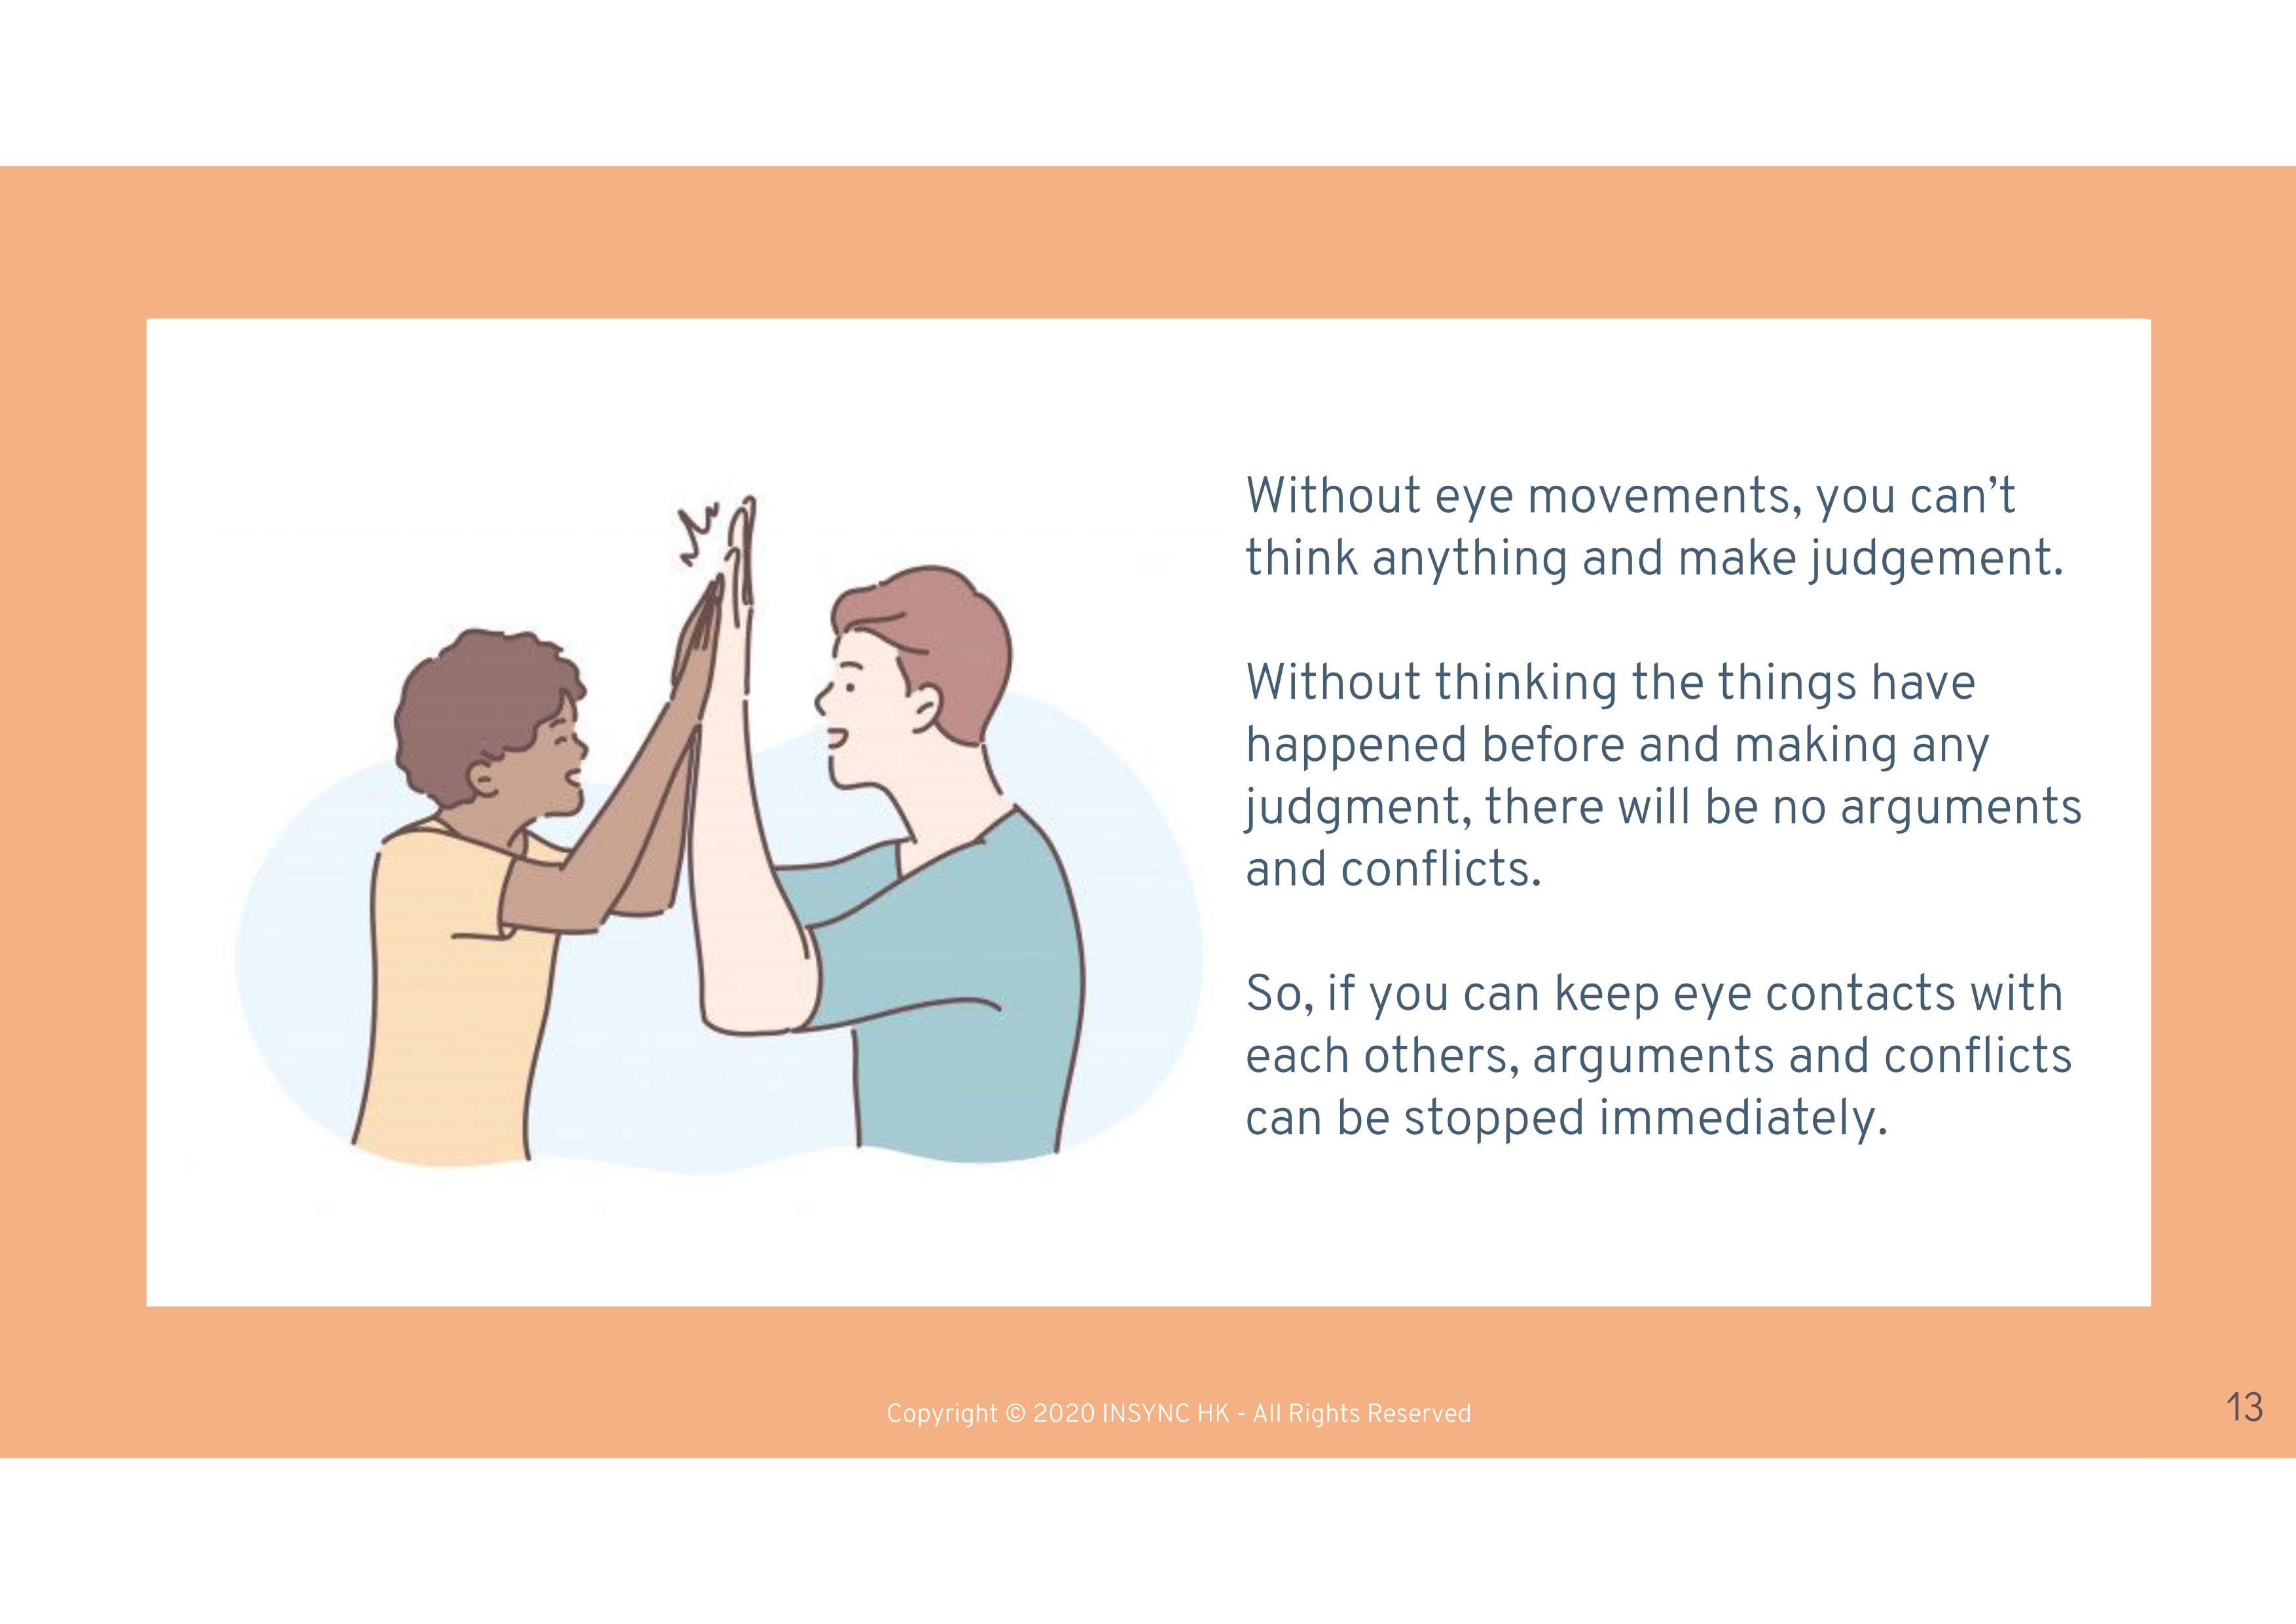 Without eye movements, you can’t
think anything and make judgement.
Without thinking the things have
happened before and making any
judgment, there will be no arguments
and conflicts.
So, if you can keep eye contacts with
each others, arguments and conflicts
can be stopped immediately.
Copyright © 2020 INSYNC HK - All Rights Reserved
13